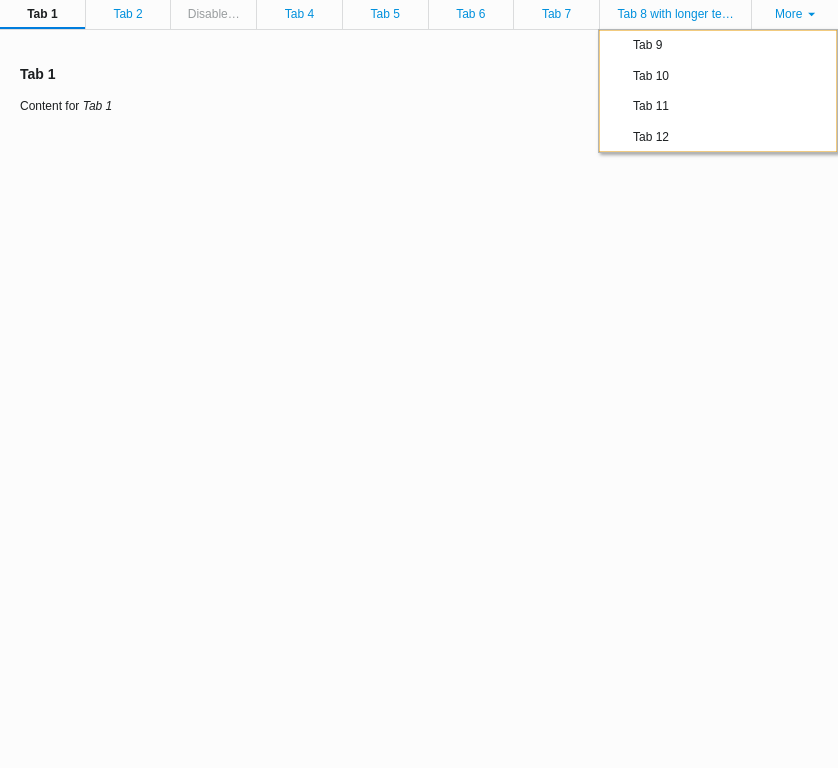 Tab 1 Tab 2 Disable… Tab 4 Tab 5 Tab 6 Tab 7 Tab 8 with longer te… More
Tab 9
Tab 1
Tab 10
Content for Tab 1
Tab 11
Tab 12